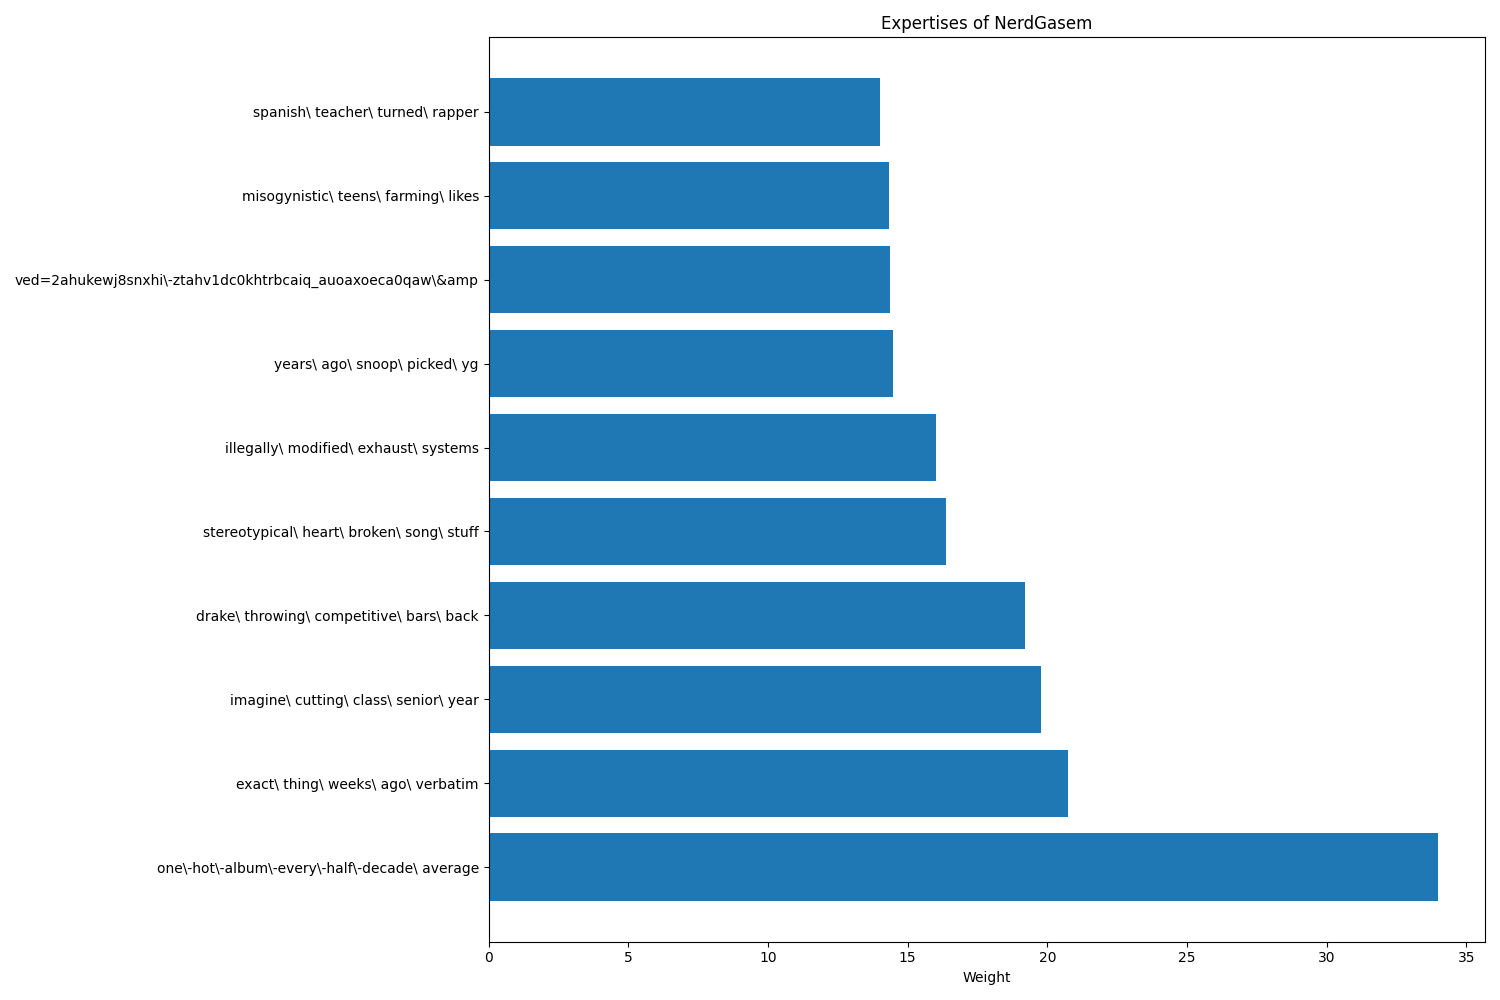 Expertises of NerdGasem
spanish\ teacher\ turned\ rapper
misogynistic\ teens\ farming\ likes
ved=2ahukewj8snxhi\-ztahv1dc0khtrbcaiq_auoaxoeca0qaw\&amp
years\ ago\ snoop\ picked\ yg
illegally\ modified\ exhaust\ systems
stereotypical\ heart\ broken\ song\ stuff
drake\ throwing\ competitive\ bars\ back
imagine\ cutting\ class\ senior\ year
exact\ thing\ weeks\ ago\ verbatim
one\-hot\-album\-every\-half\-decade\ average
0 5 10 15 20 25 30 35
Weight